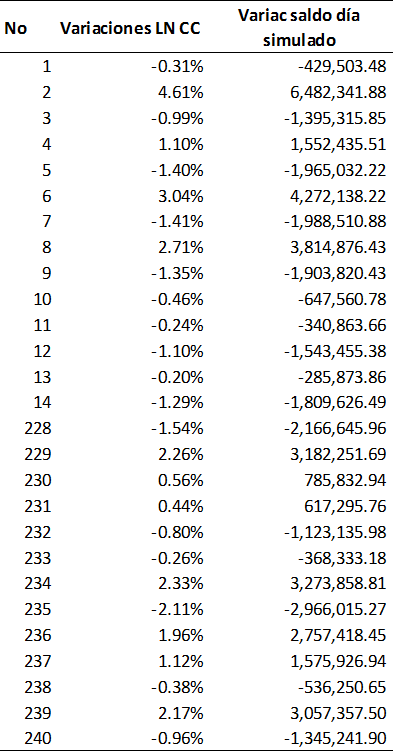 No Variaciones LN CC Variac saldo día simulado
1 -0.31% -429,503.48
2 4.61% 6,482,341.88
3 -0.99% -1,395,315.85
4 1.10% 1,552,435.51
5 -1.40% -1,965,032.22
6 3.04% 4,272,138.22
7 -1.41% -1,988,510.88
8 2.71% 3,814,876.43
9 -1.35% -1,903,820.43
10 -0.46% -647,560.78
11 -0.24% -340,863.66
12 -1.10% -1,543,455.38
13 -0.20% -285,873.86
14 -1.29% -1,809,626.49
228 -1.54% -2,166,645.96
229 2.26% 3,182,251.69
230 0.56% 785,832.94
231 0.44% 617,295.76
232 -0.80% -1,123,135.98
233 -0.26% -368,333.18
234 2.33% 3,273,858.81
235 -2.11% -2,966,015.27
236 1.96% 2,757,418.45
237 1.12% 1,575,926.94
238 -0.38% -536,250.65
239 2.17% 3,057,357.50
240 -0.96% -1,345,241.90